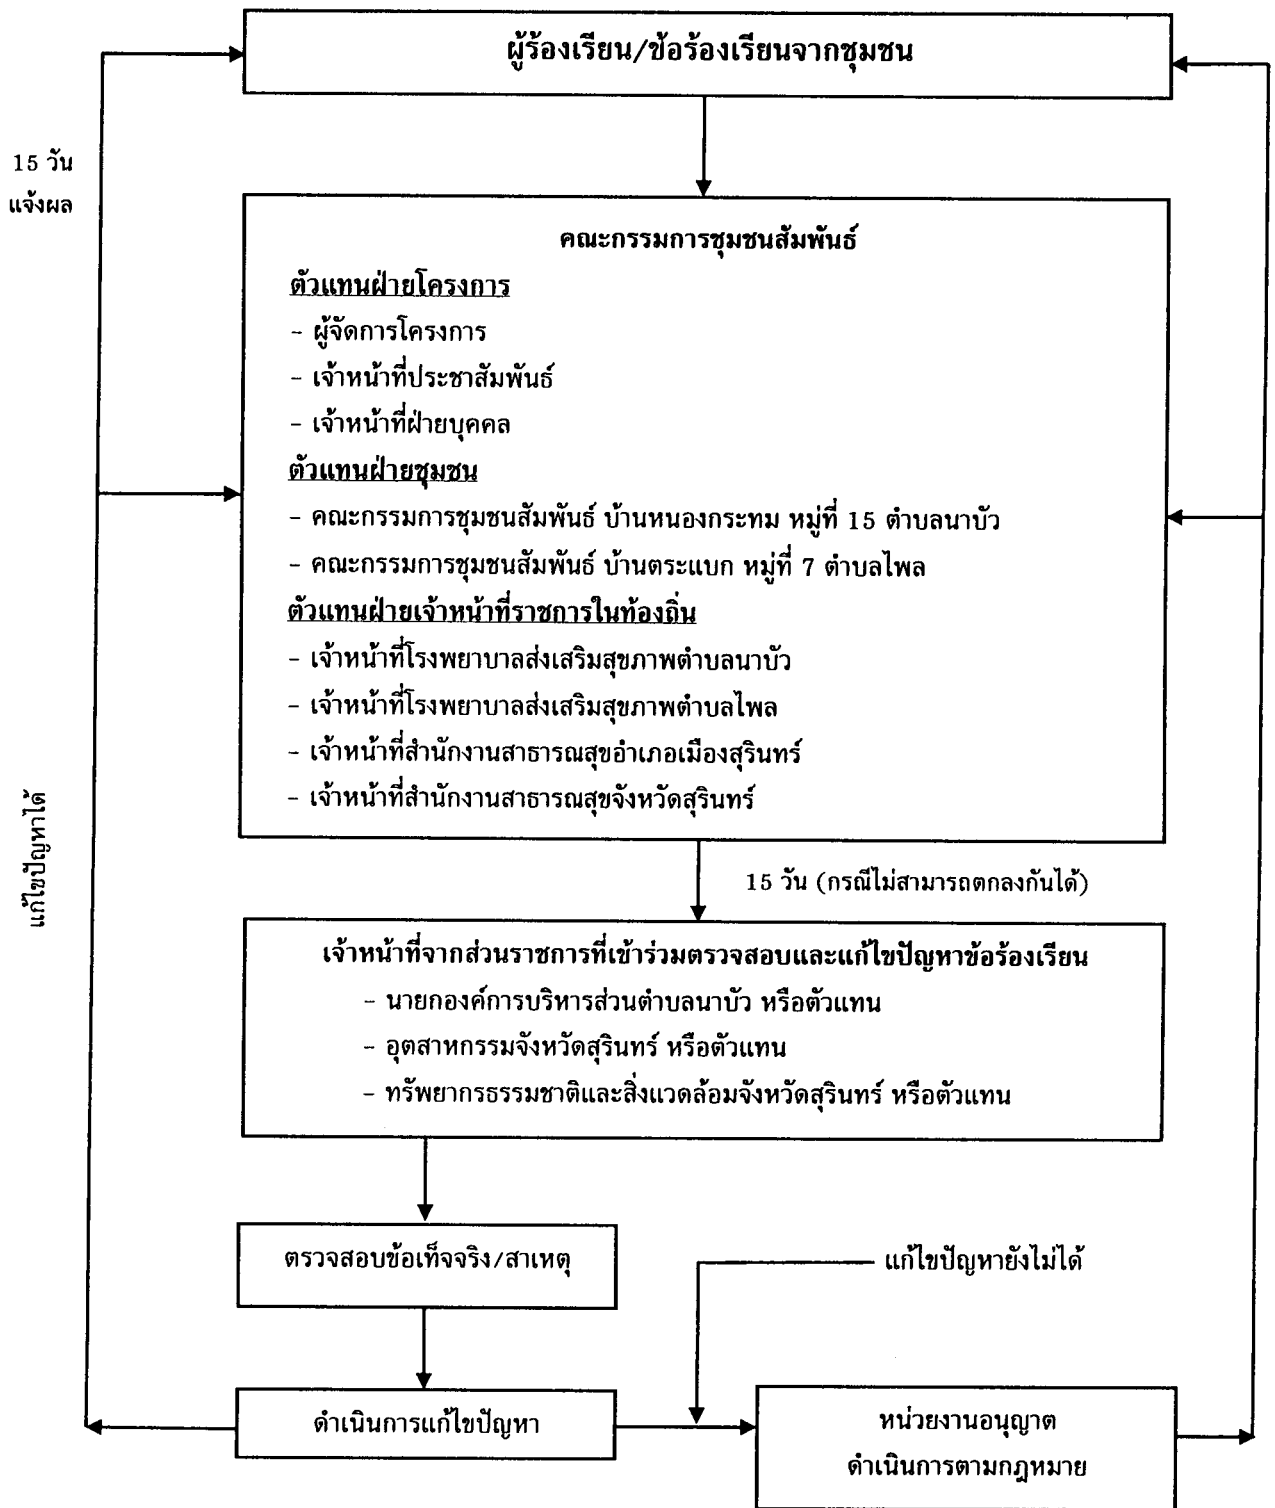 ผู้ร้องเรียน/ข้อร้องเรียนจากชุมชน
15 วัน
แจ้งผล
คณะกรรมการชุมชนสัมพันธ์
ตัวแทนฝ่ายโครงการ
- ผู้จัดการโครงการ
- เจ้าหน้าที่ประชาสัมพันธ์
- เจ้าหน้าที่ฝ่ายบุคคล
ตัวแทนฝ่ายชุมชน
- คณะกรรมการชุมชนสัมพันธ์ บ้านหนองกระทม หมู่ที่ 15 ตำบลนาบัว
- คณะกรรมการชุมชนสัมพันธ์ บ้านตระแบก หมู่ที่ 7 ตำบลไพล
ตัวแทนฝ่ายเจ้าหน้าที่ราชการในท้องถิ่น
- เจ้าหน้าที่โรงพยาบาลส่งเสริมสุขภาพตำบลนาบัว
- เจ้าหน้าที่โรงพยาบาลส่งเสริมสุขภาพตำบลไพล
- เจ้าหน้าที่สำนักงานสาธารณสุขอำเภอเมืองสุรินทร์
- เจ้าหน้าที่สำนักงานสาธารณสุขจังหวัดสุรินทร์
แก้ไขปัญหาได้
15 วัน (กรณีไม่สามารถตกลงกันได้)
เจ้าหน้าที่จากส่วนราชการที่เข้าร่วมตรวจสอบและแก้ไขปัญหาข้อร้องเรียน
- นายกองค์การบริหารส่วนตำบลนาบัว หรือตัวแทน
- อุตสาหกรรมจังหวัดสุรินทร์ หรือตัวแทน
- ทรัพยากรธรรมชาติและสิ่งแวดล้อมจังหวัดสุรินทร์ หรือตัวแทน
ตรวจสอบข้อเท็จจริง/สาเหตุ
แก้ไขปัญหายังไม่ได้
ดำเนินการแก้ไขปัญหา
หน่วยงานอนุญาต
ดำเนินการตามกฎหมาย